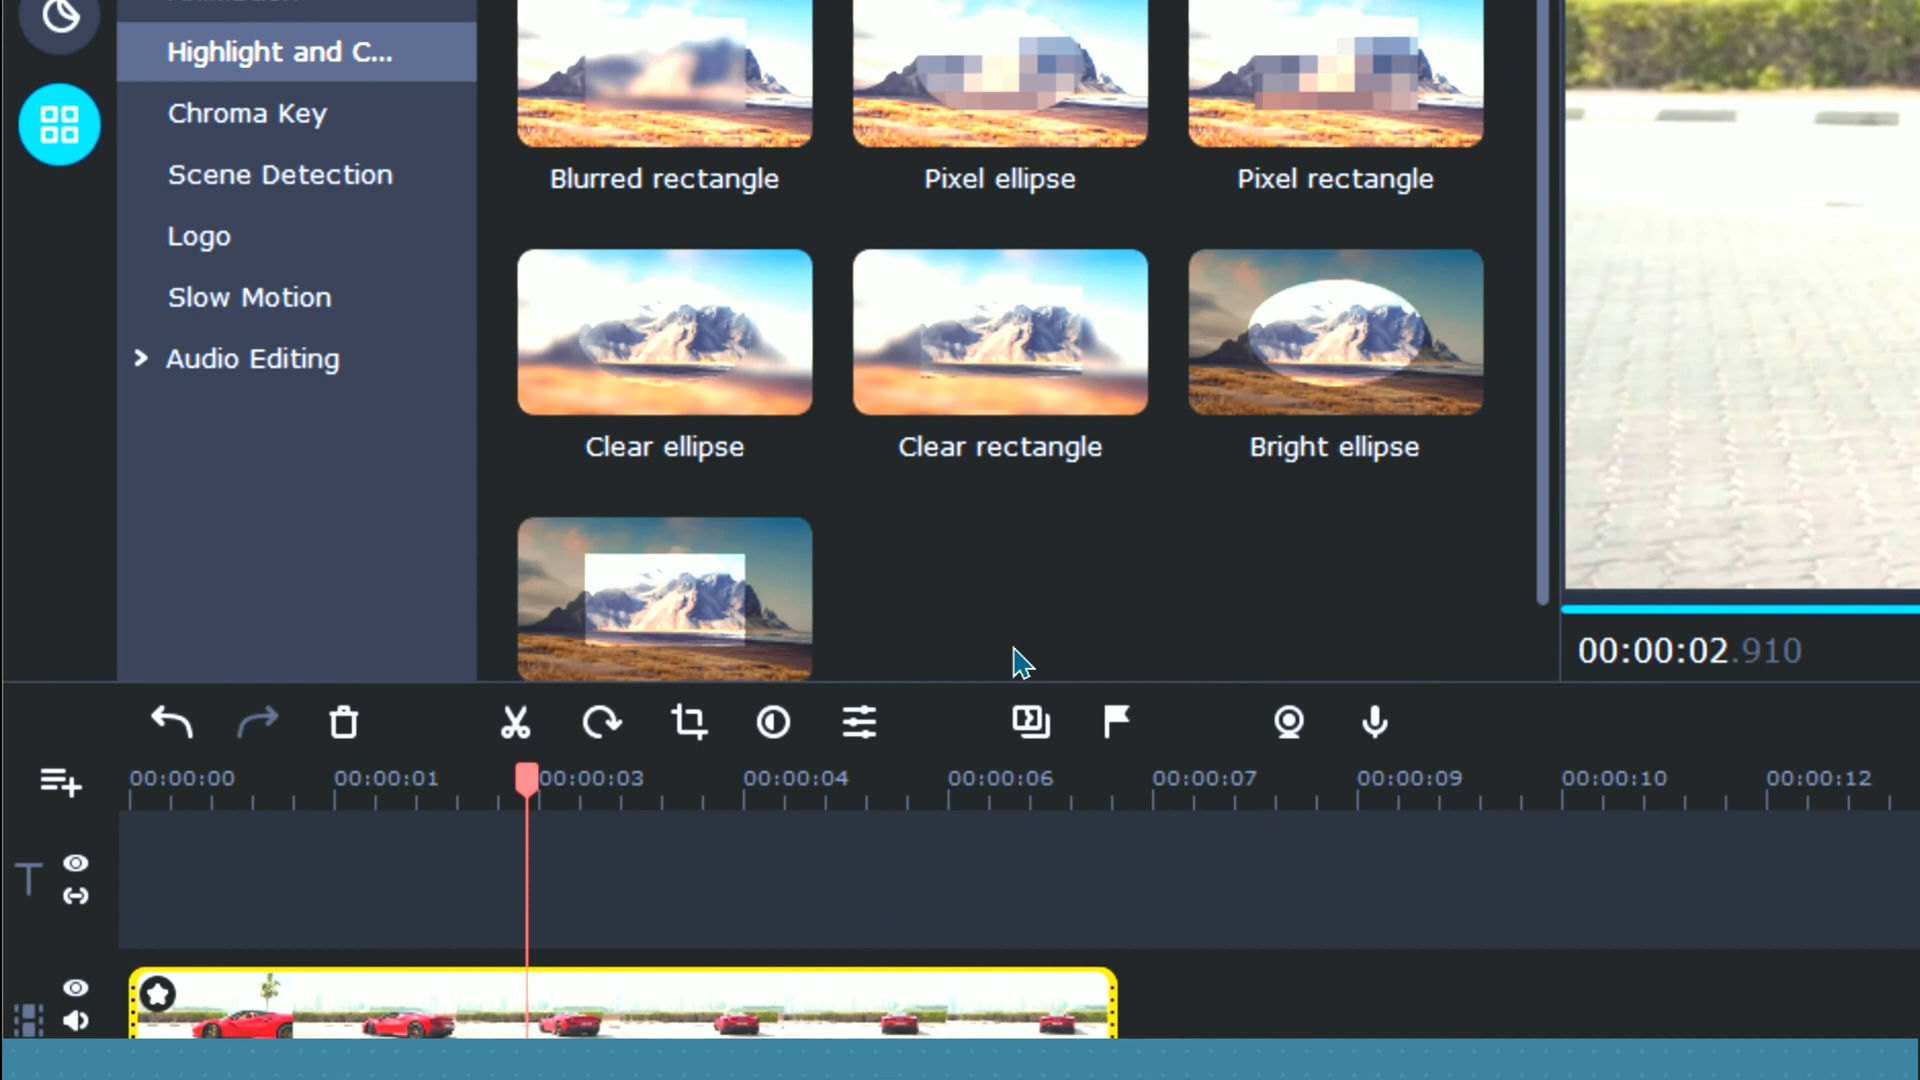 Highlight and C...
Chroma Key
Scene Detection
Logo
Slow Motion
Audio Editing
Blurred rectangle
Pixel ellipse
Pixel rectangle
Clear ellipse
Clear rectangle
Bright ellipse
00:00:02.910
00:00:00
00:00:01
00:00:03
00:00:04
00:00:06
00:00:07
00:00:09
00:00:10
00:00:12
T